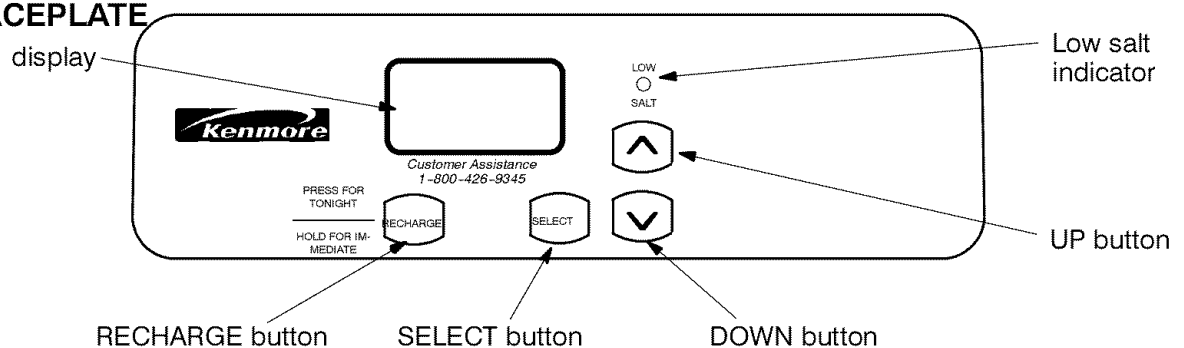 ACEPLATE
display
Low salt
indicator
LOW
SALT
Kenmore
Customer Assistance
1-800-426-9345
PRESS FOR
TONIGHT
HOLD FOR IM-
MEDIATE
RECHARGE
SELECT
UP button
RECHARGE button
SELECT button
DOWN button